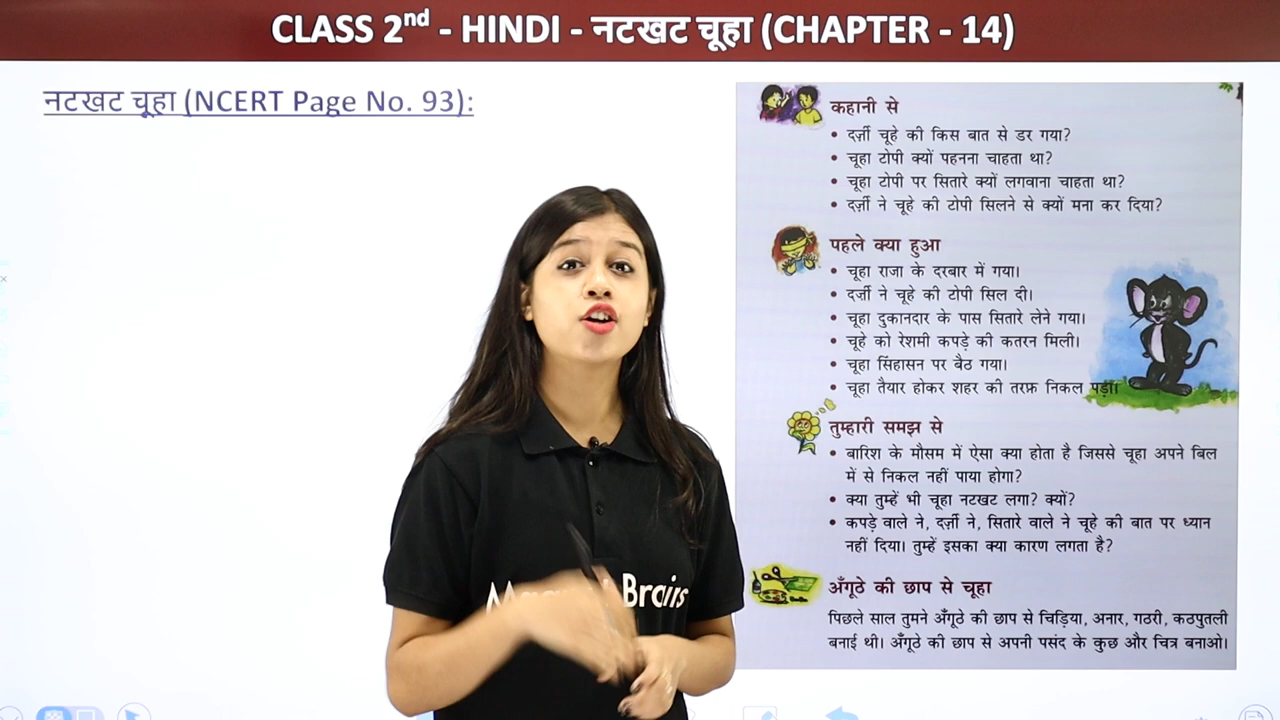 CLASS 2nd - HINDI - नटखट चूहा (CHAPTER - 14)
नटखट चूहा (NCERT Page No. 93):
कहानी से
• दर्ज़ी चूहे की किस बात से डर गया?
• चूहा टोपी क्यों पहनना चाहता था?
• चूहा टोपी पर सितारे क्यों लगवाना चाहता था?
• दर्ज़ी ने चूहे की टोपी सिलने से क्यों मना कर दिया?
पहले क्या हुआ
• चूहा राजा के दरबार में गया।
• दर्ज़ी ने चूहे की टोपी सिल दी।
• चूहा दुकानदार के पास सितारे लेने गया।
• चूहे को रेशमी कपड़े की कतरन मिली।
• चूहा सिंहासन पर बैठ गया।
• चूहा तैयार होकर शहर की तरफ़ निकल पड़ा।
तुम्हारी समझ से
• बारिश के मौसम में ऐसा क्या होता है जिससे चूहा अपने बिल
में से निकल नहीं पाया होगा?
• क्या तुम्हें भी चूहा नटखट लगा? क्यों?
• कपड़े वाले ने, दर्ज़ी ने, सितारे वाले ने चूहे की बात पर ध्यान
नहीं दिया। तुम्हें इसका क्या कारण लगता है?
अँगूठे की छाप से चूहा
पिछले साल तुमने अँगूठे की छाप से चिड़िया, अनार, गठरी, कठपुतली
बनाई थी। अँगूठे की छाप से अपनी पसंद के कुछ और चित्र बनाओ।